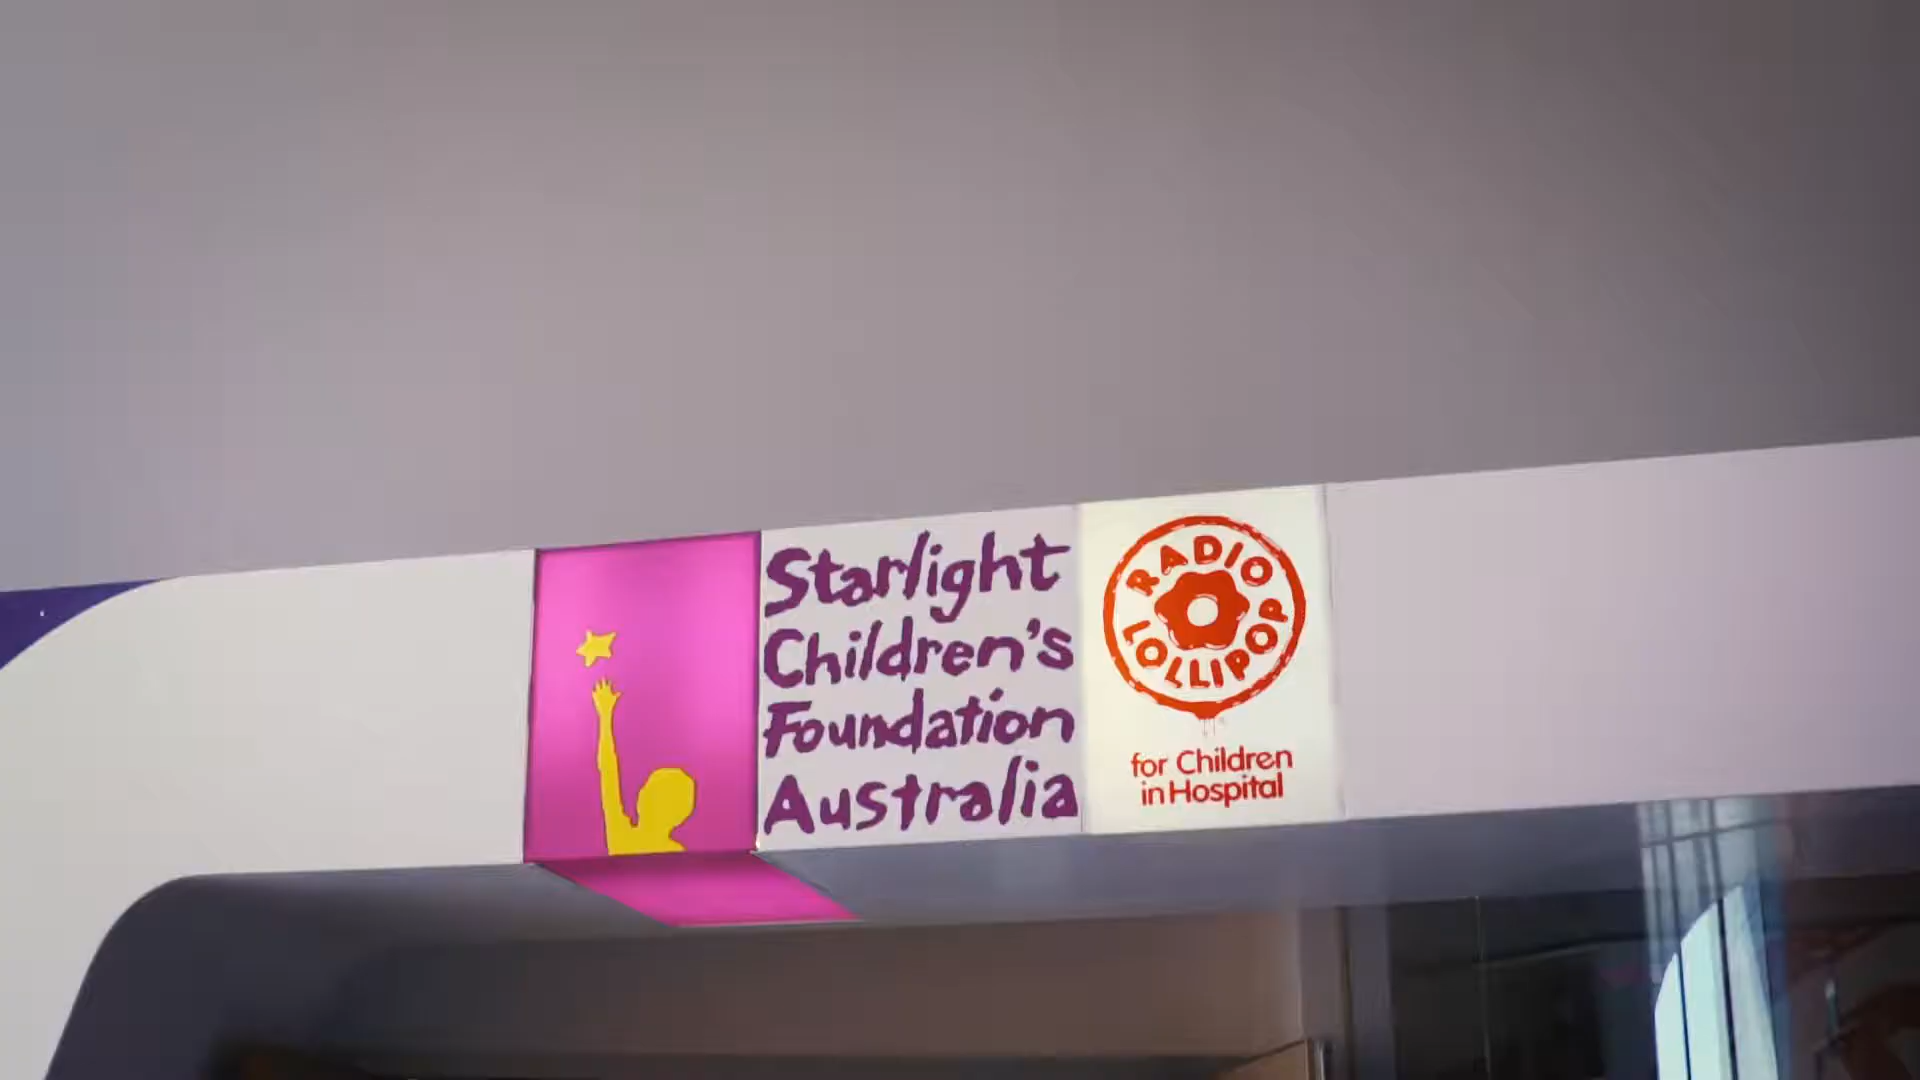 Starlight
Children's
Foundation
Australia
RADIO
LOLLIPOP
for Children
in Hospital